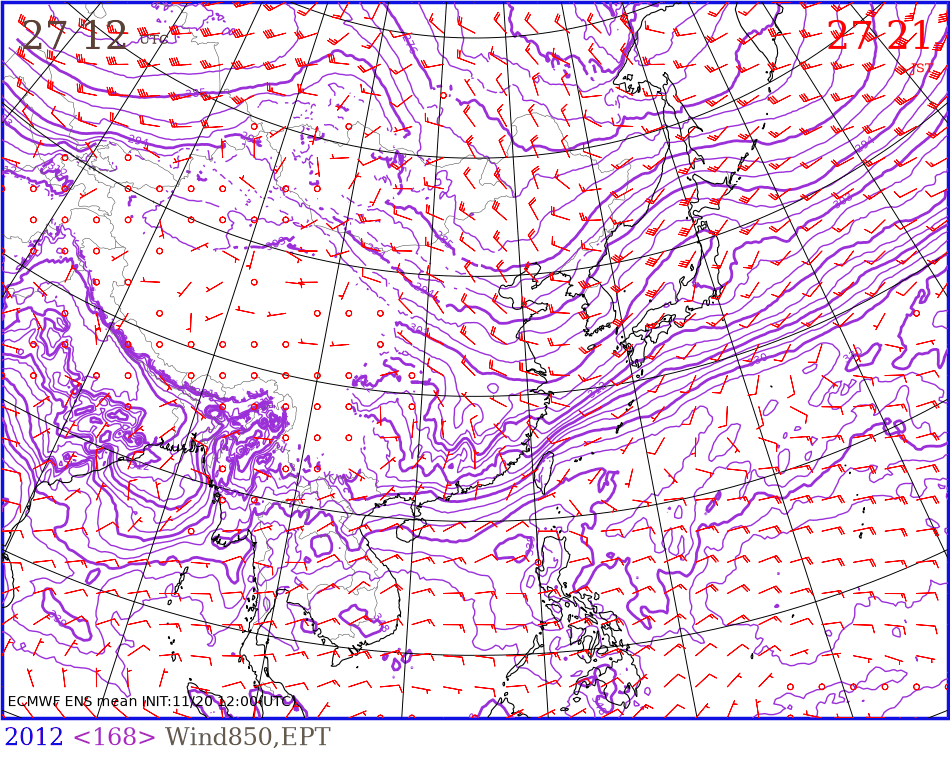 27 12 UTC 27 21
JST
ECMWF ENS mean INIT:11/20 12:00(UTC)
2012 <168> Wind850,EPT